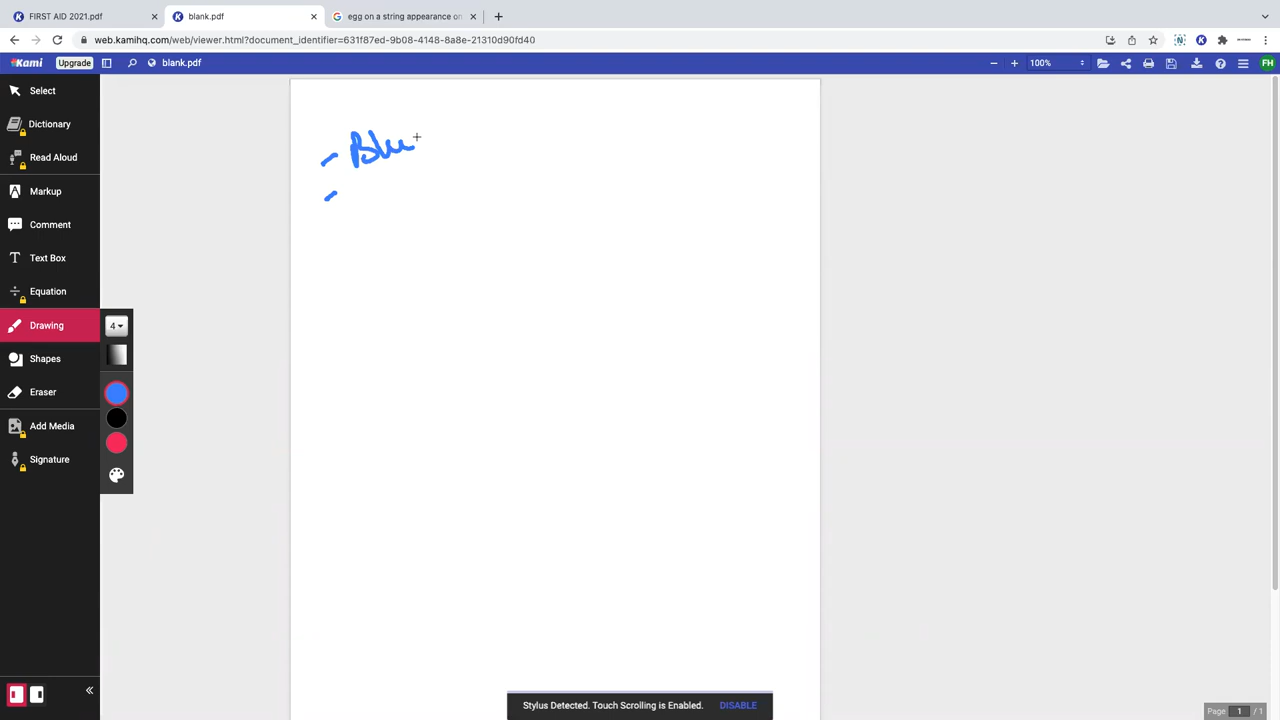 FIRST AID 2021.pdf
blank.pdf
egg on a string appearance on
web.kamihq.com/web/viewer.html?document_identifier=631f87ed-9b08-4148-8a8e-21310d90fd40
Kami
Upgrade
blank.pdf
100%
FH
Select
Dictionary
Read Aloud
Markup
Comment
Text Box
Equation
Drawing
Shapes
Eraser
Add Media
Signature
4
- Blu
-
Stylus Detected. Touch Scrolling is Enabled. DISABLE
Page: 1 / 1